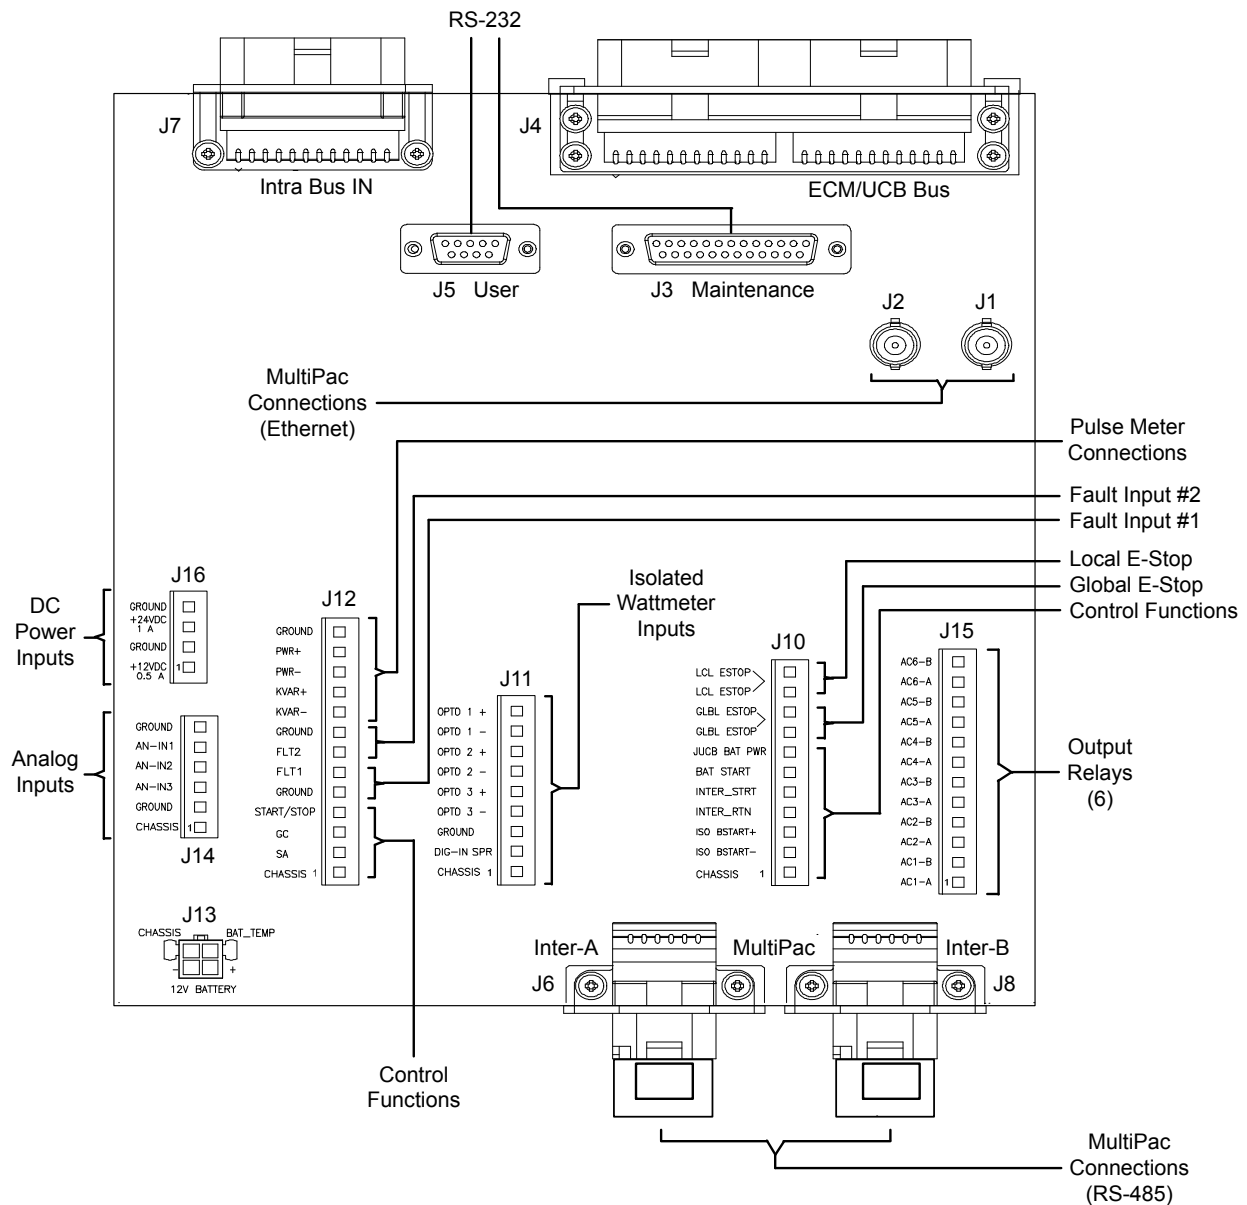 RS-232
J7
J4
Intra Bus IN
ECM/UCB Bus
J5 User
J3 Maintenance
J2
J1
MultiPac
Connections
(Ethernet)
Pulse Meter
Connections
Fault Input #2
Fault Input #1
Local E-Stop
Global E-Stop
Control Functions
DC
Power
Inputs
J16
GROUND
+24VDC
1 A
GROUND
+12VDC
0.5 A
1
Analog
Inputs
GROUND
AN-IN1
AN-IN2
AN-IN3
GROUND
CHASSIS 1
J14
J13
CHASSIS
BAT_TEMP
-
+
12V BATTERY
J12
GROUND
PWR+
PWR-
KVAR+
KVAR-
GROUND
FLT2
FLT1
GROUND
START/STOP
GC
SA
CHASSIS 1
Control
Functions
Isolated
Wattmeter
Inputs
J11
OPTO 1 +
OPTO 1 -
OPTO 2 +
OPTO 2 -
OPTO 3 +
OPTO 3 -
GROUND
DIG-IN SPR
CHASSIS 1
J10
LCL ESTOP
LCL ESTOP
GLBL ESTOP
GLBL ESTOP
JUCB BAT PWR
BAT START
INTER_STRT
INTER_RTN
ISO BSTART+
ISO BSTART-
CHASSIS 1
J15
AC6-B
AC6-A
AC5-B
AC5-A
AC4-B
AC4-A
AC3-B
AC3-A
AC2-B
AC2-A
AC1-B
AC1-A 1
Output
Relays
(6)
Inter-A
MultiPac
Inter-B
J6
J8
MultiPac
Connections
(RS-485)